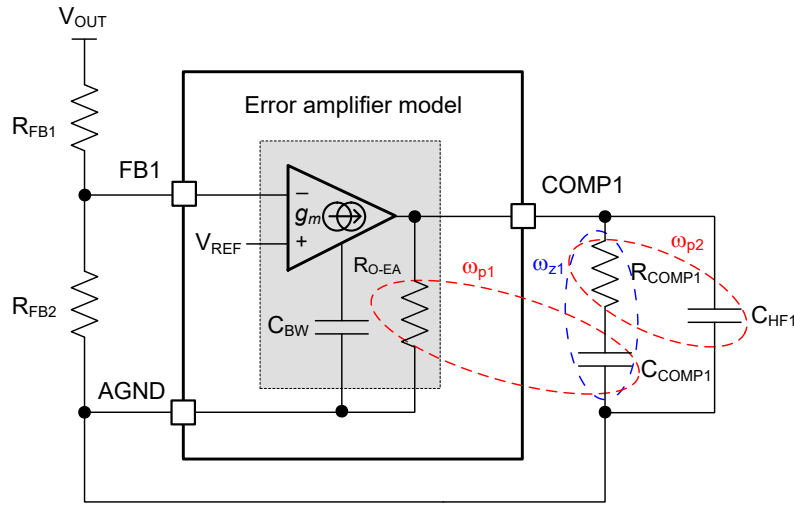 VOUT
Error amplifier model
RFB1
FB1
COMP1
−
gm
+
VREF
RO-EA
ωp1
ωz1
ωp2
RCOMP1
RFB2
CBW
CHF1
CCOMP1
AGND